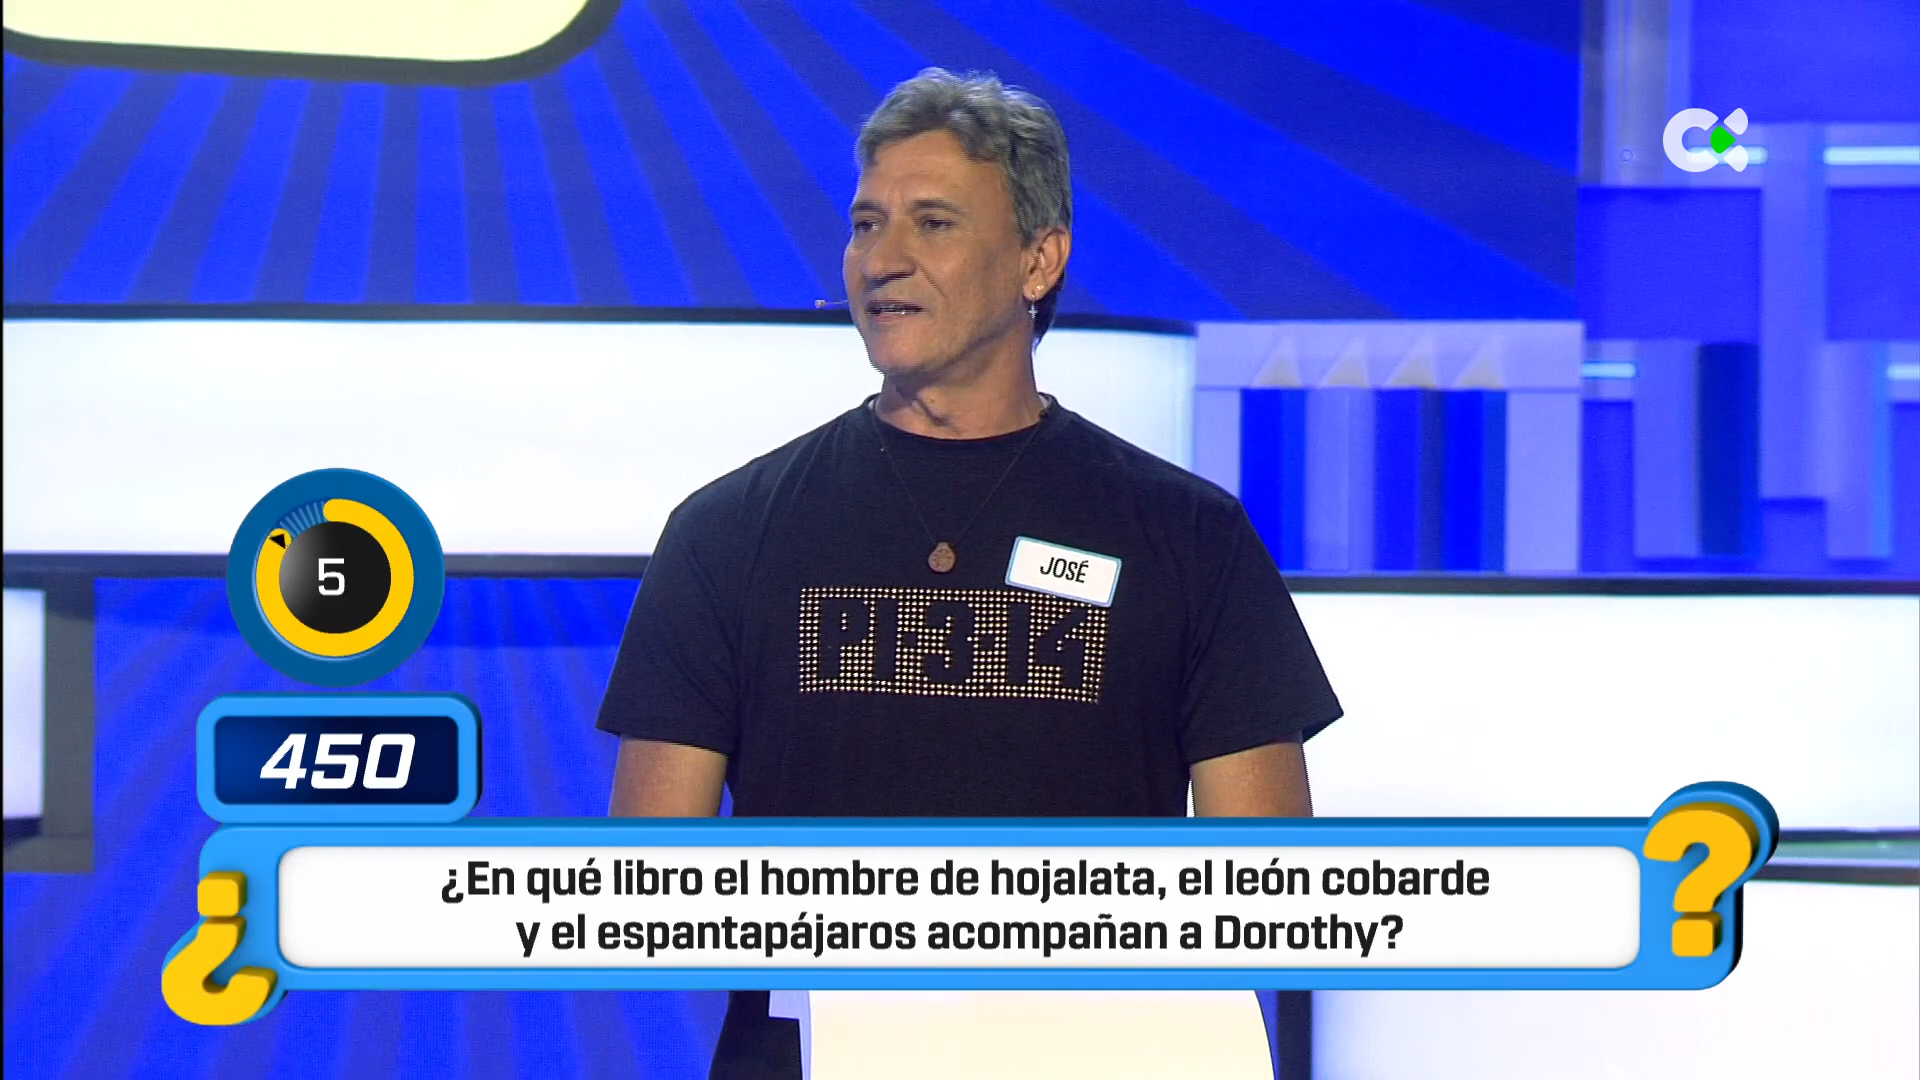 JOSÉ
PI·3·14
5
450
¿En qué libro el hombre de hojalata, el león cobarde
y el espantapájaros acompañan a Dorothy?